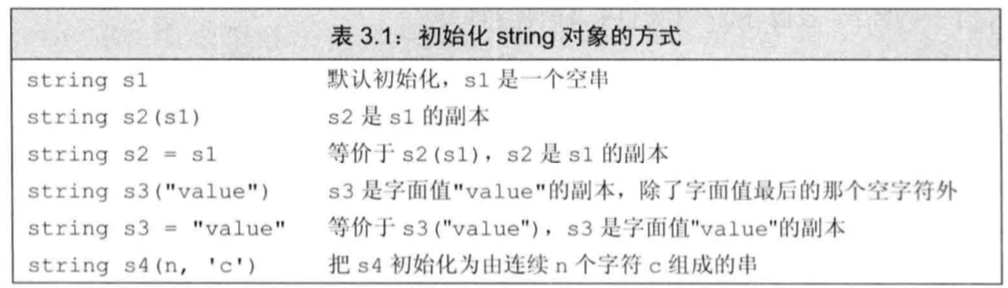 表 3.1：初始化 string 对象的方式
string s1 默认初始化，s1 是一个空串
string s2(s1) s2 是 s1 的副本
string s2 = s1 等价于 s2(s1)，s2 是 s1 的副本
string s3("value") s3 是字面值"value"的副本，除了字面值最后的那个空字符外
string s3 = "value" 等价于 s3("value")，s3 是字面值"value"的副本
string s4(n, 'c') 把 s4 初始化为由连续 n 个字符 c 组成的串